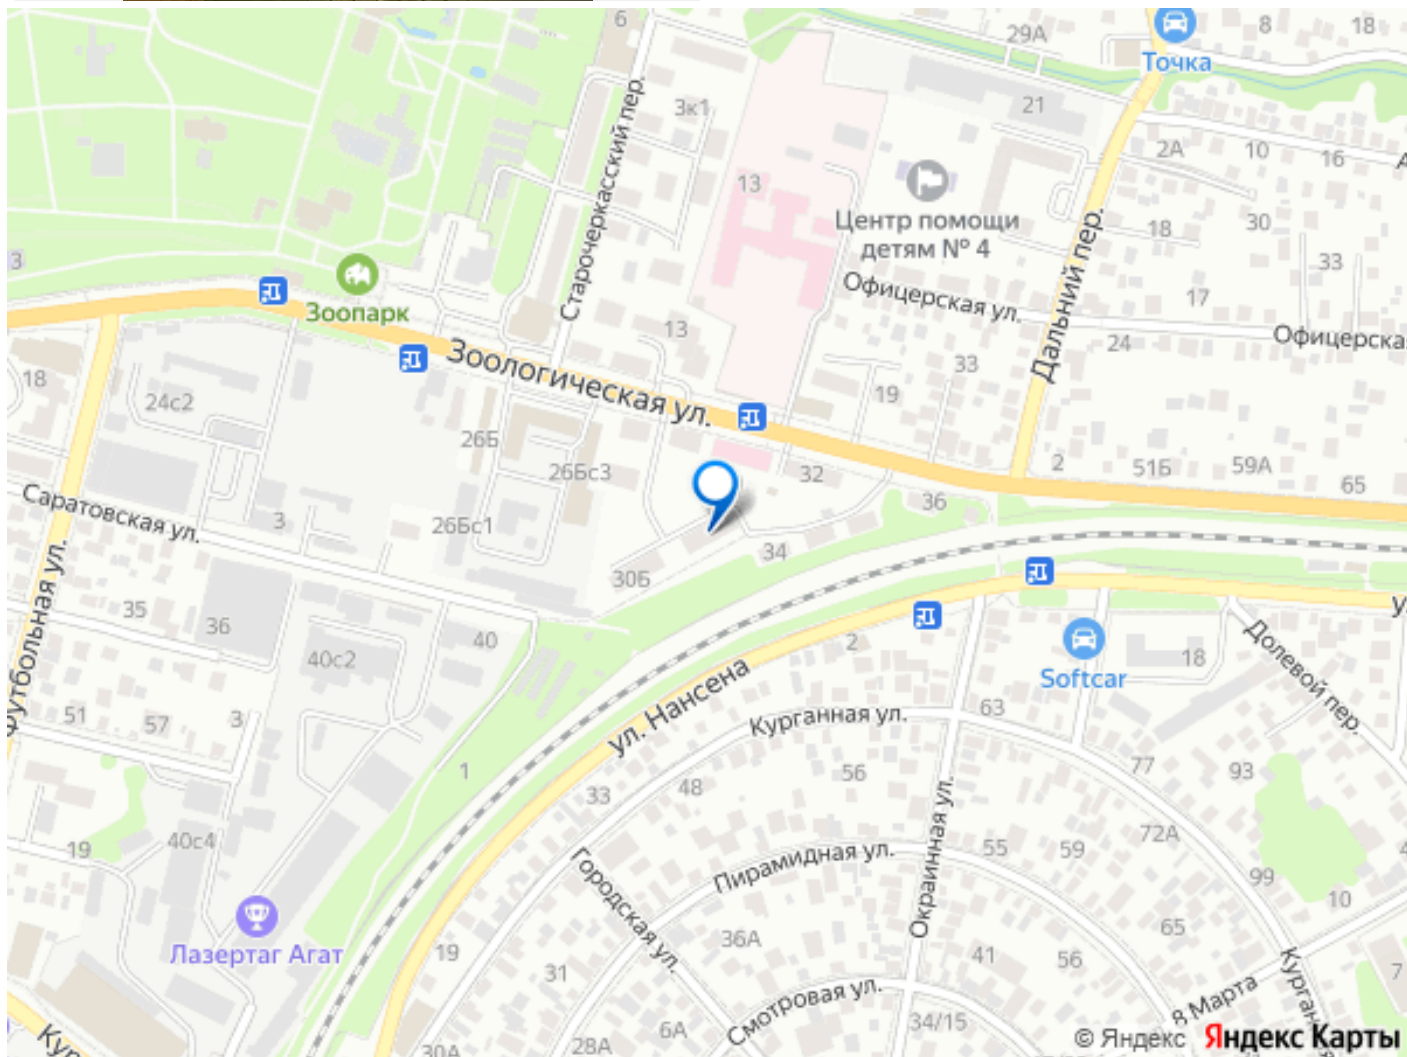 6
29А
8
18
Точка
3к1
21
Старочеркасский пер.
2А
10
16
13
Центр помощи
детям № 4
18
30
Дальний пер.
33
3
Зоопарк
Офицерская ул.
17
13
24
Офицерска
33
18
Зоологическая ул.
19
24с2
26Б
26Бс3
32
2
51Б
59А
65
36
Саратовская ул.
3
26Бс1
34
30Б
Футбольная ул.
35
36
40
40с2
2
18
Softcar
Долевой пер.
ул. Нансена
51
57
3
Курганная ул.
63
1
48
56
77
93
33
Окраинная ул.
72А
19
40с4
Пирамидная ул.
55
59
99
Городская ул.
10
Лазертаг Агат
36А
65
19
31
41
56
7
Смотровая ул.
8 Марта
Курган
34/15
6А
28А
30А
Кур
© Яндекс Яндекс Карты